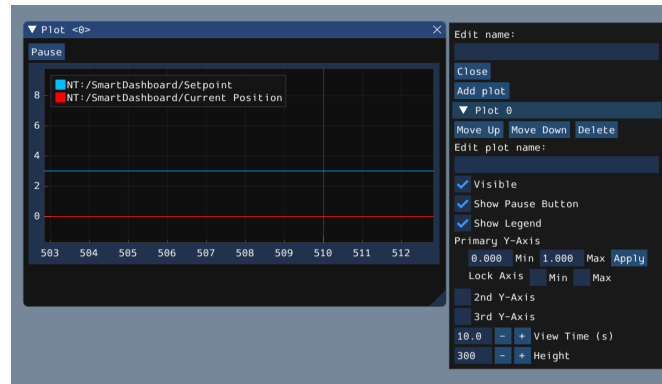 Plot <0>
Pause
NT:/SmartDashboard/Setpoint
NT:/SmartDashboard/Current Position
8
6
4
2
0
503 504 505 506 507 508 509 510 511 512
Edit name:
Close
Add plot
Plot 0
Move Up Move Down Delete
Edit plot name:
Visible
Show Pause Button
Show Legend
Primary Y-Axis
0.000 Min 1.000 Max Apply
Lock Axis Min Max
2nd Y-Axis
3rd Y-Axis
10.0 - + View Time (s)
300 - + Height